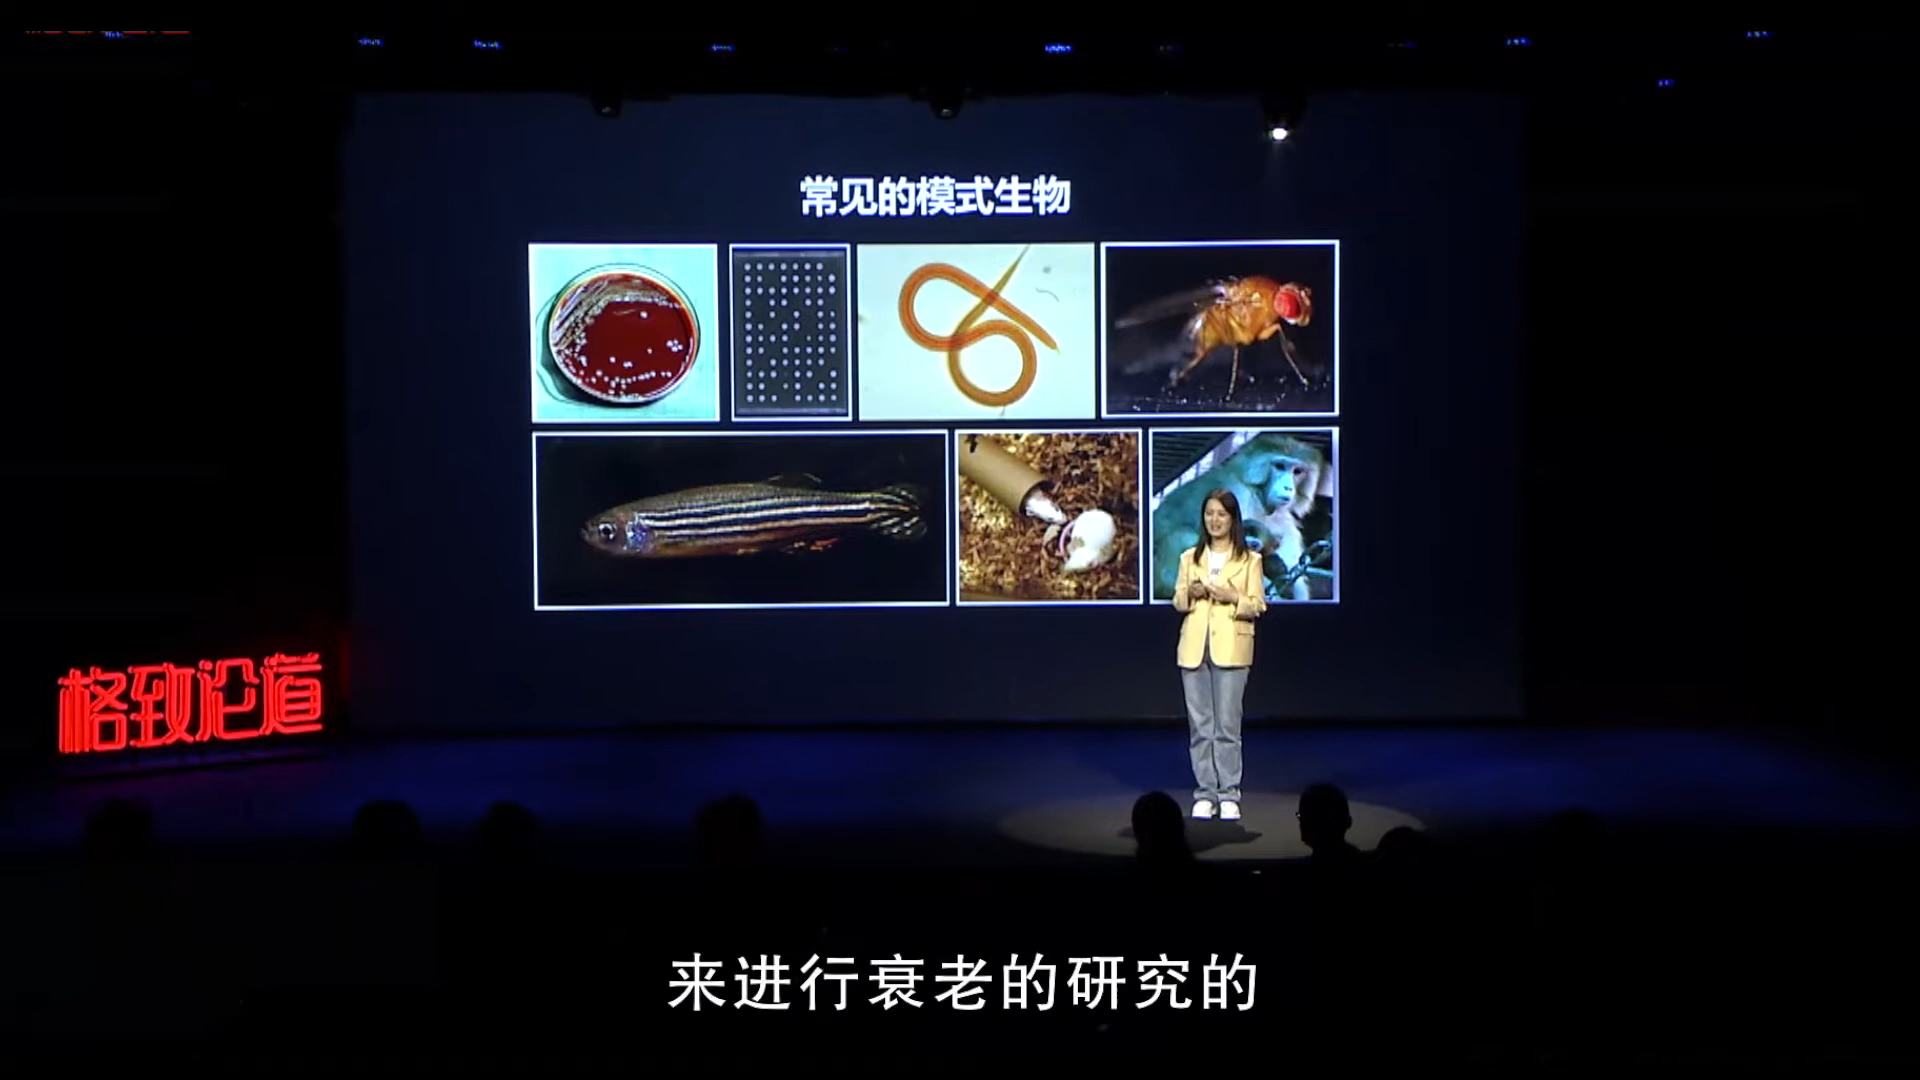 常见的模式生物
格致论道
来进行衰老的研究的